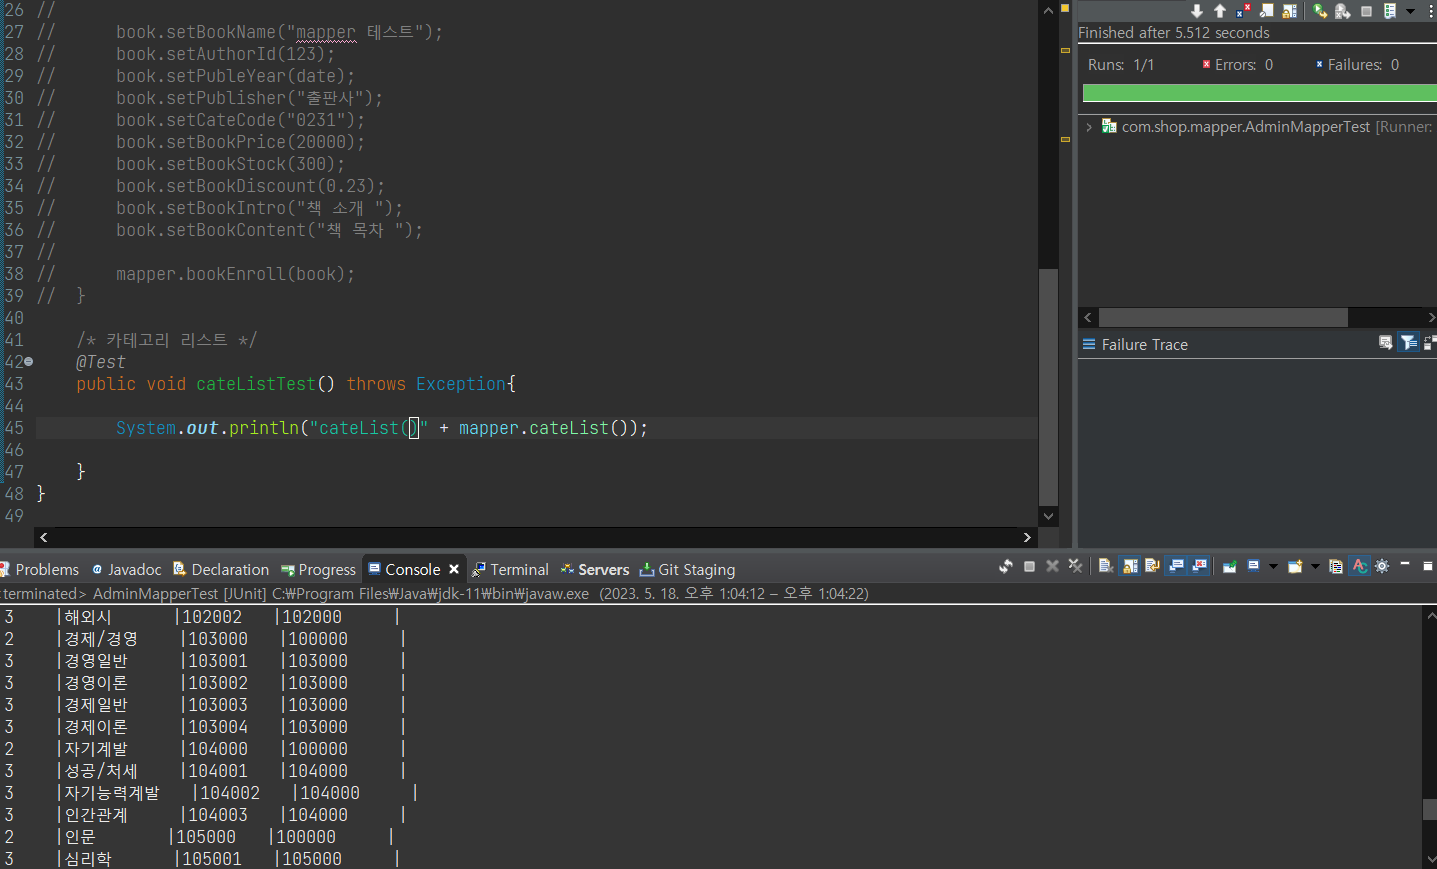 26 //
27 //      book.setBookName("mapper 데스트");
28 //      book.setAuthorId(123);
29 //      book.setPubleYear(date);
30 //      book.setPublisher("출판사");
31 //      book.setCateCode("0231");
32 //      book.setBookPrice(20000);
33 //      book.setBookStock(300);
34 //      book.setBookDiscount(0.23);
35 //      book.setBookIntro("책 소개 ");
36 //      book.setBookContent("책 목차 ");
37 //
38 //      mapper.bookEnroll(book);
39 //  }
40
41     /* 카테고리 리스트 */
42     @Test
43     public void cateListTest() throws Exception{
44
45         System.out.println("cateList()" + mapper.cateList());
46
47     }
48 }
49
Finished after 5.512 seconds
Runs: 1/1 Errors: 0 Failures: 0
com.shop.mapper.AdminMapperTest [Runner:
Failure Trace
Problems @ Javadoc Declaration Progress Console Terminal Servers Git Staging
<terminated> AdminMapperTest [JUnit] C:₩Program Files₩Java₩jdk-11₩bin₩javaw.exe (2023. 5. 18. 오후 1:04:12 – 오후 1:04:22)
3 |해외시 |102002 |102000 |
2 |경제/경영 |103000 |100000 |
3 |경영일반 |103001 |103000 |
3 |경영이론 |103002 |103000 |
3 |경제일반 |103003 |103000 |
3 |경제이론 |103004 |103000 |
2 |자기계발 |104000 |100000 |
3 |성공/처세 |104001 |104000 |
3 |자기능력계발 |104002 |104000 |
3 |인간관계 |104003 |104000 |
2 |인문 |105000 |100000 |
3 |심리학 |105001 |105000 |